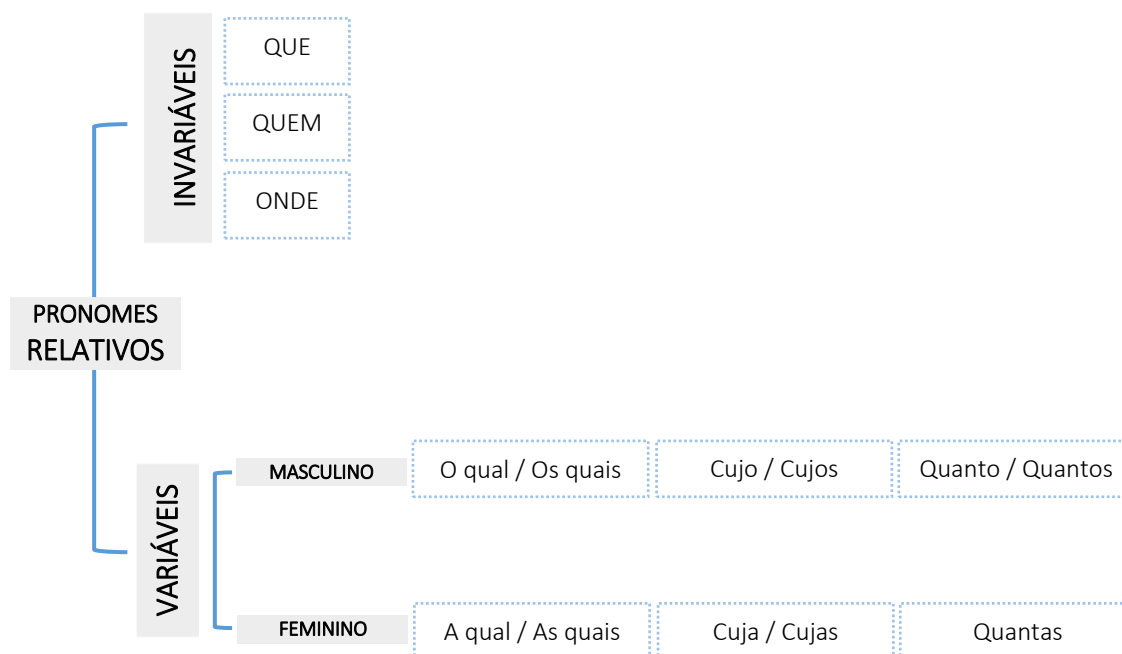 INVARIÁVEIS
QUE
QUEM
ONDE
PRONOMES
RELATIVOS
VARIÁVEIS
MASCULINO
O qual / Os quais
Cujo / Cujos
Quanto / Quantos
FEMININO
A qual / As quais
Cuja / Cujas
Quantas